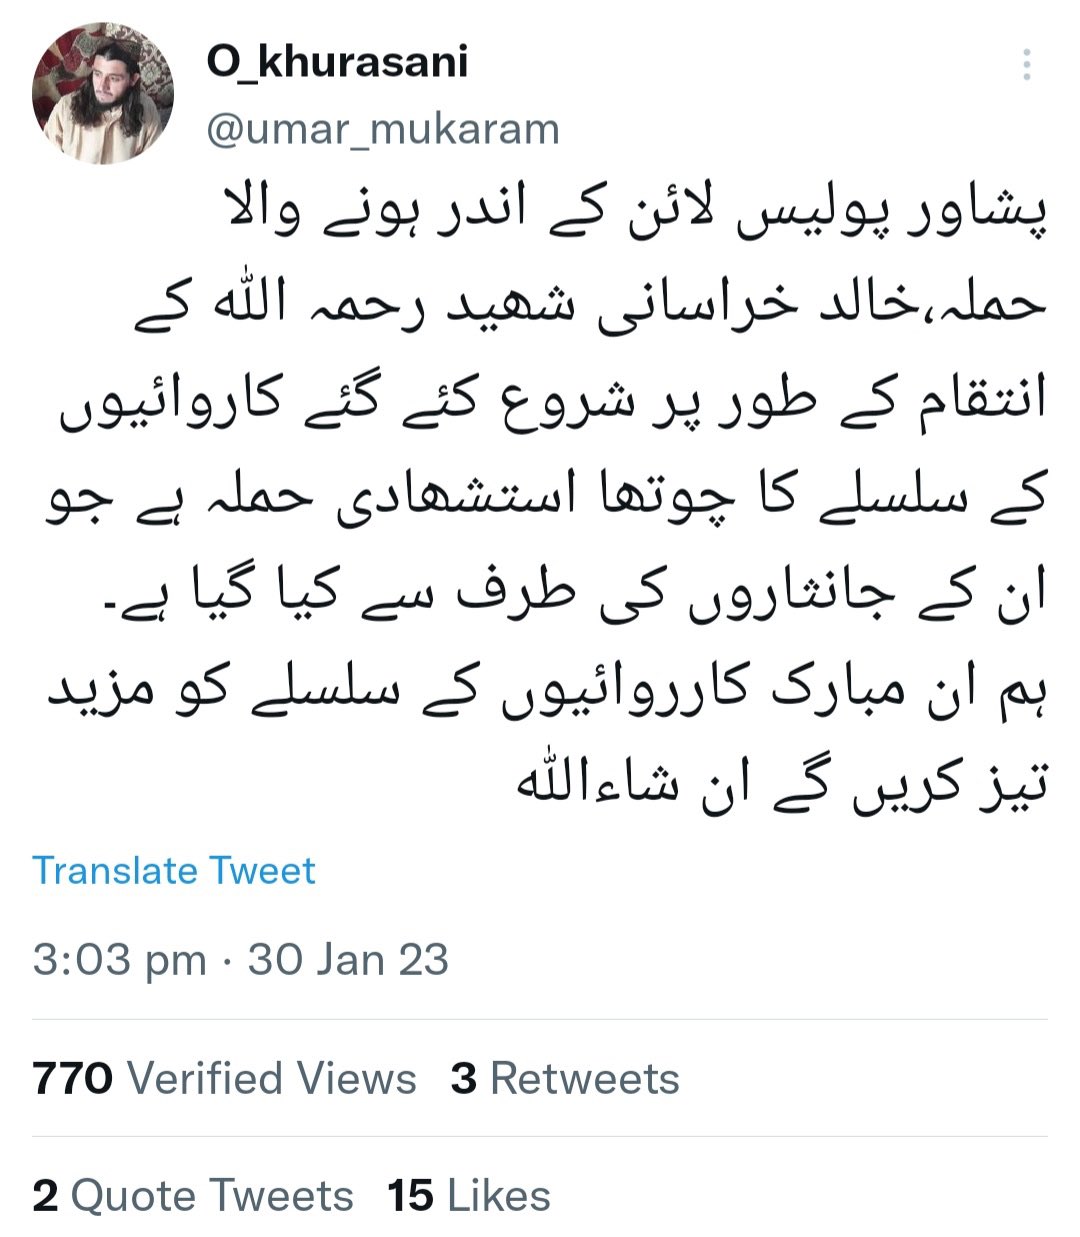 O_khurasani
@umar_mukaram
پشاور پولیس لائن کے اندر ہونے والا
حملہ،خالد خراسانی شھید رحمہ اللہ کے
انتقام کے طور پر شروع کئے گئے کاروائیوں
کے سلسلے کا چوتھا استشھادی حملہ ہے جو
ان کے جانثاروں کی طرف سے کیا گیا ہے۔
ہم ان مبارک کارروائیوں کے سلسلے کو مزید
تیز کریں گے ان شاءاللہ
Translate Tweet
3:03 pm · 30 Jan 23
770 Verified Views 3 Retweets
2 Quote Tweets 15 Likes